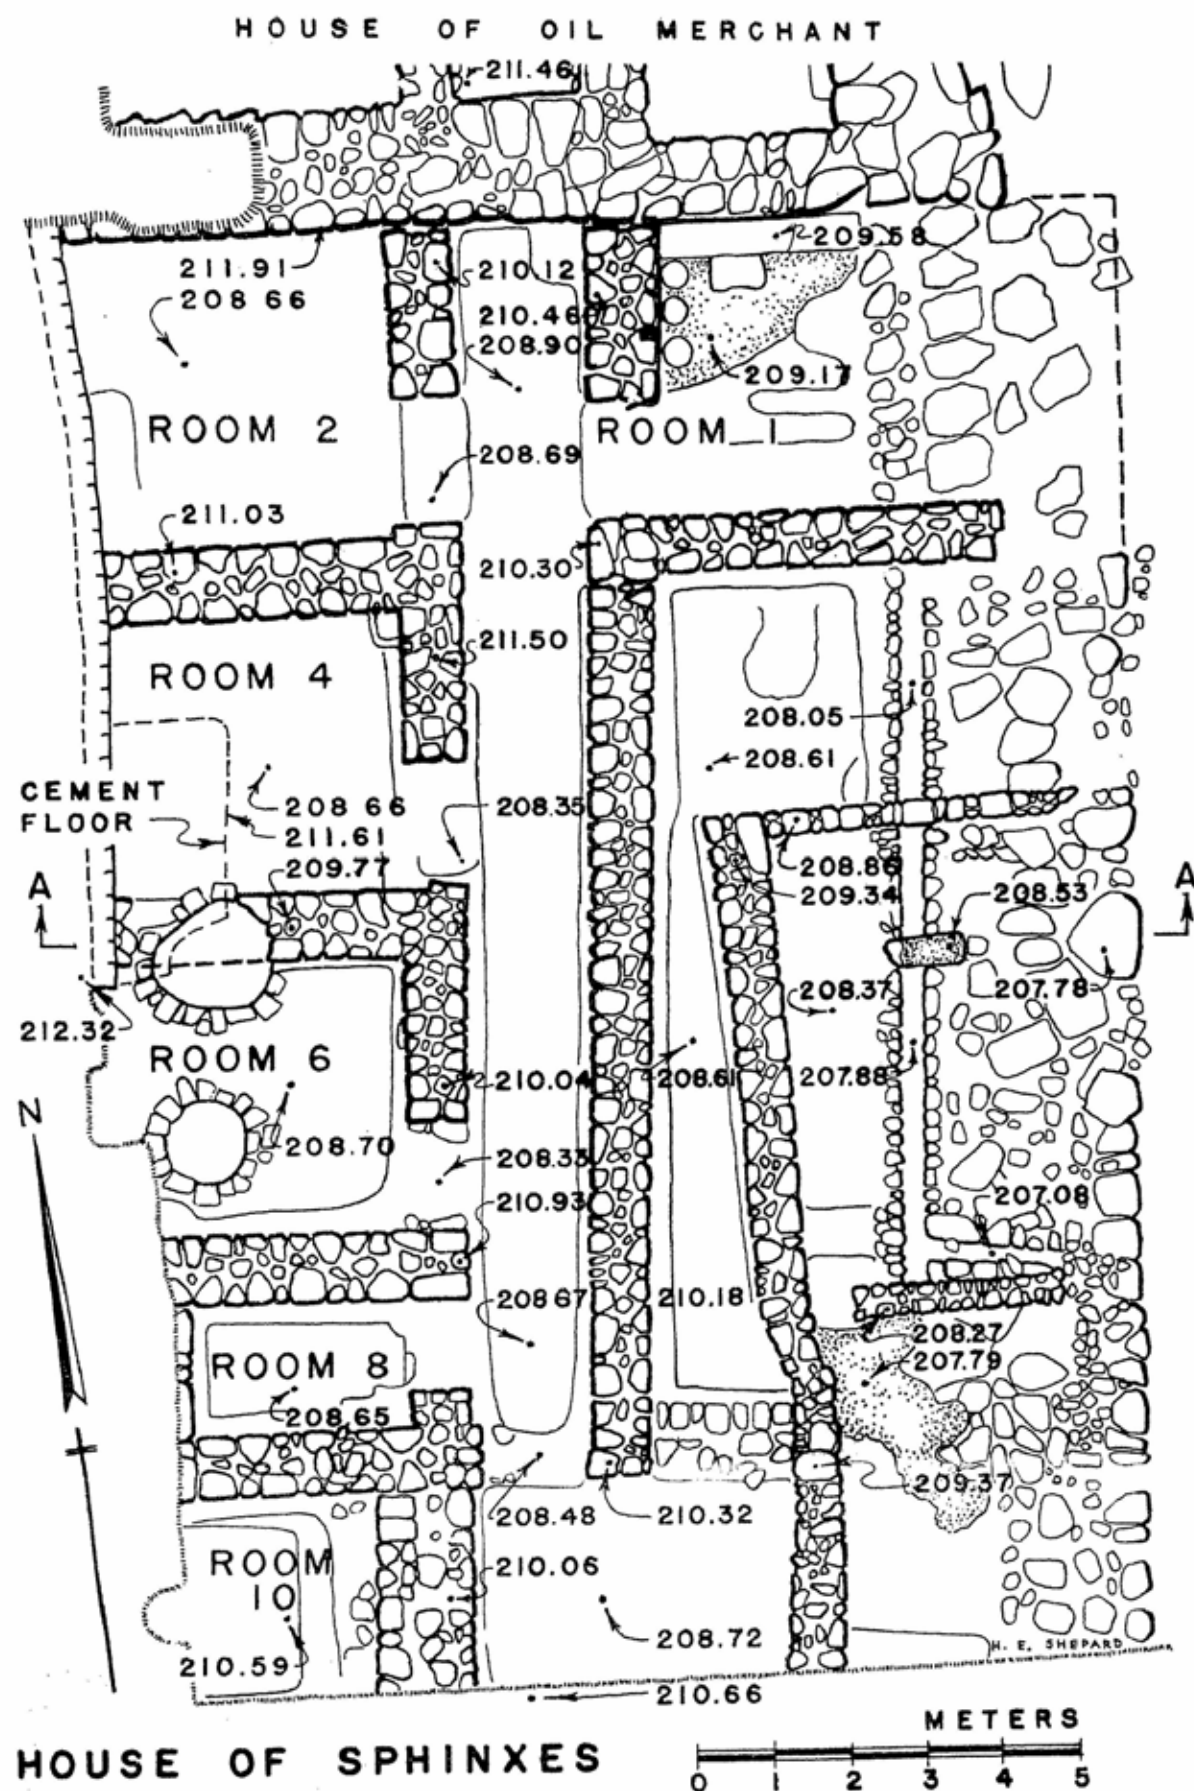 HOUSE OF OIL MERCHANT
211.46
209.58
211.91
208 66
210.12
210.46
208.90
209.17
ROOM 2
ROOM 1
208.69
211.03
210.30
211.50
ROOM 4
208.05
208.61
CEMENT
FLOOR
208 66
211.61
209.77
208.35
208.86
209.34
208.53
A
A
208.37
207.78
212.32
ROOM 6
210.04
208.61
207.88
N
208.70
208.33
210.93
207.08
208.67
210.18
208.27
207.79
ROOM 8
208.65
208.48
210.32
209.37
ROOM
10
210.06
208.72
H. E. SHEPARD
210.59
210.66
METERS
HOUSE OF SPHINXES
0 1 2 3 4 5